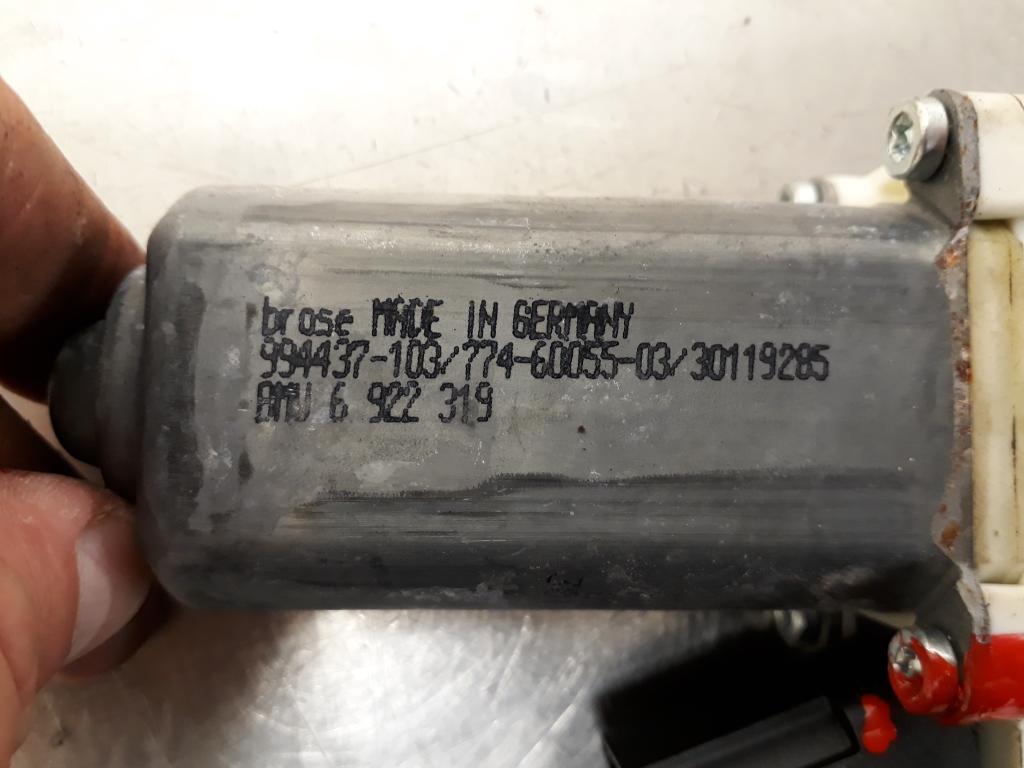 brose MADE IN GERMANY
994437-103/774-60055-03/30119285
BMW 6 922 319